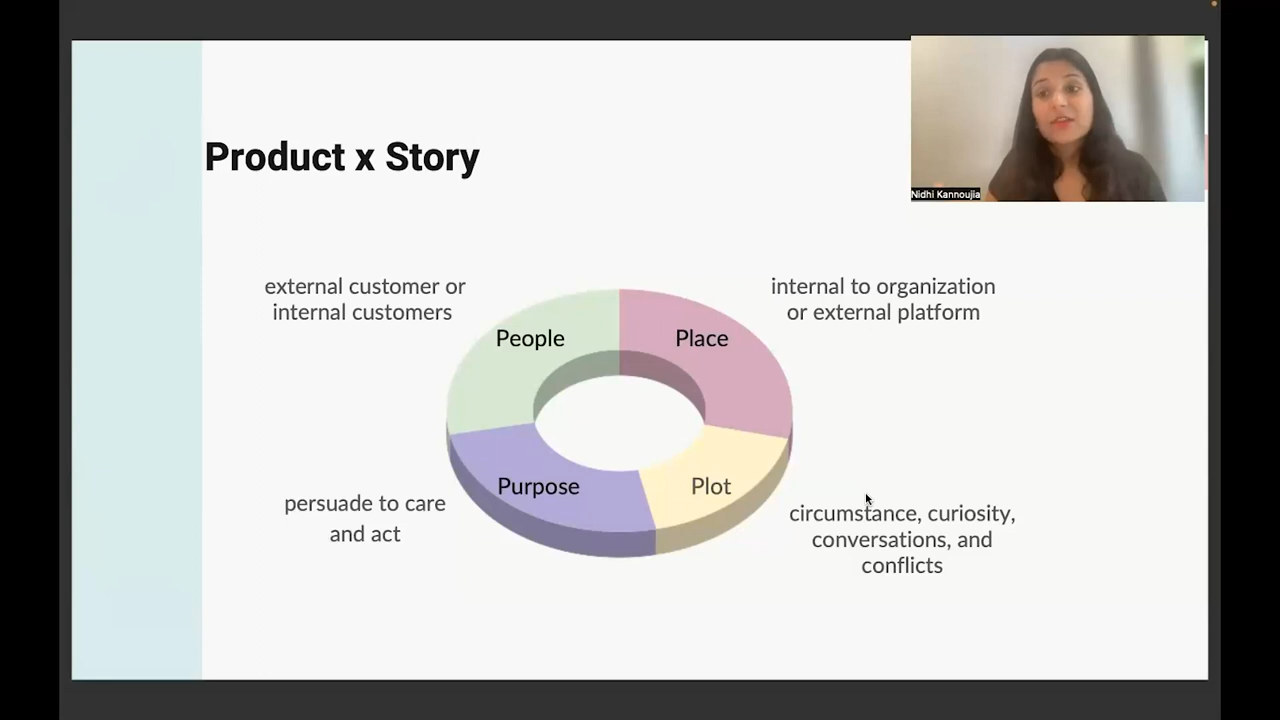 Product x Story
Nidhi Kannoujia
external customer or
internal customers
internal to organization
or external platform
People
Place
Purpose
Plot
persuade to care
and act
circumstance, curiosity,
conversations, and
conflicts